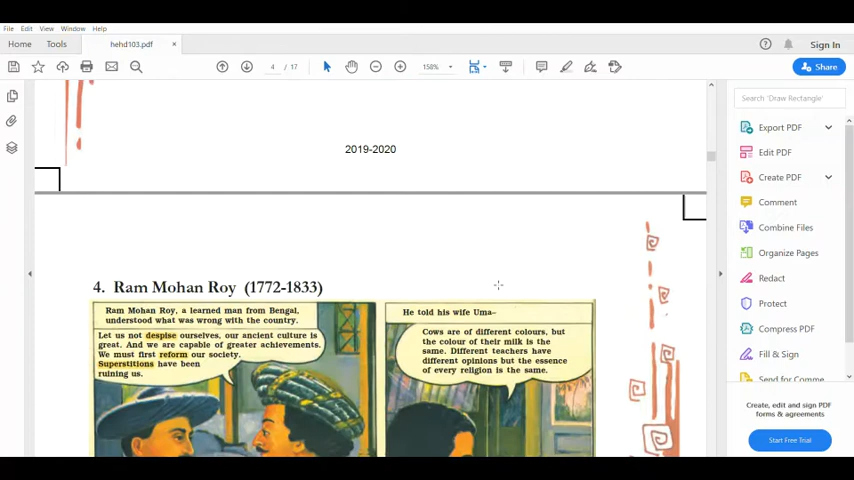 File Edit View Window Help
Home Tools hehd103.pdf × Sign In
4 / 17 158% Share
Search 'Draw Rectangle'
2019-2020
Export PDF
Edit PDF
Create PDF
Comment
Combine Files
Organize Pages
Redact
Protect
Compress PDF
Fill & Sign
Send for Comme
Create, edit and sign PDF
forms & agreements
Start Free Trial
4. Ram Mohan Roy (1772-1833)
Ram Mohan Roy, a learned man from Bengal,
understood what was wrong with the country.
Let us not despise ourselves, our ancient culture is
great. And we are capable of greater achievements.
We must first reform our society.
Superstitions have been
ruining us.
He told his wife Uma–
Cows are of different colours, but
the colour of their milk is the
same. Different teachers have
different opinions but the essence
of every religion is the same.